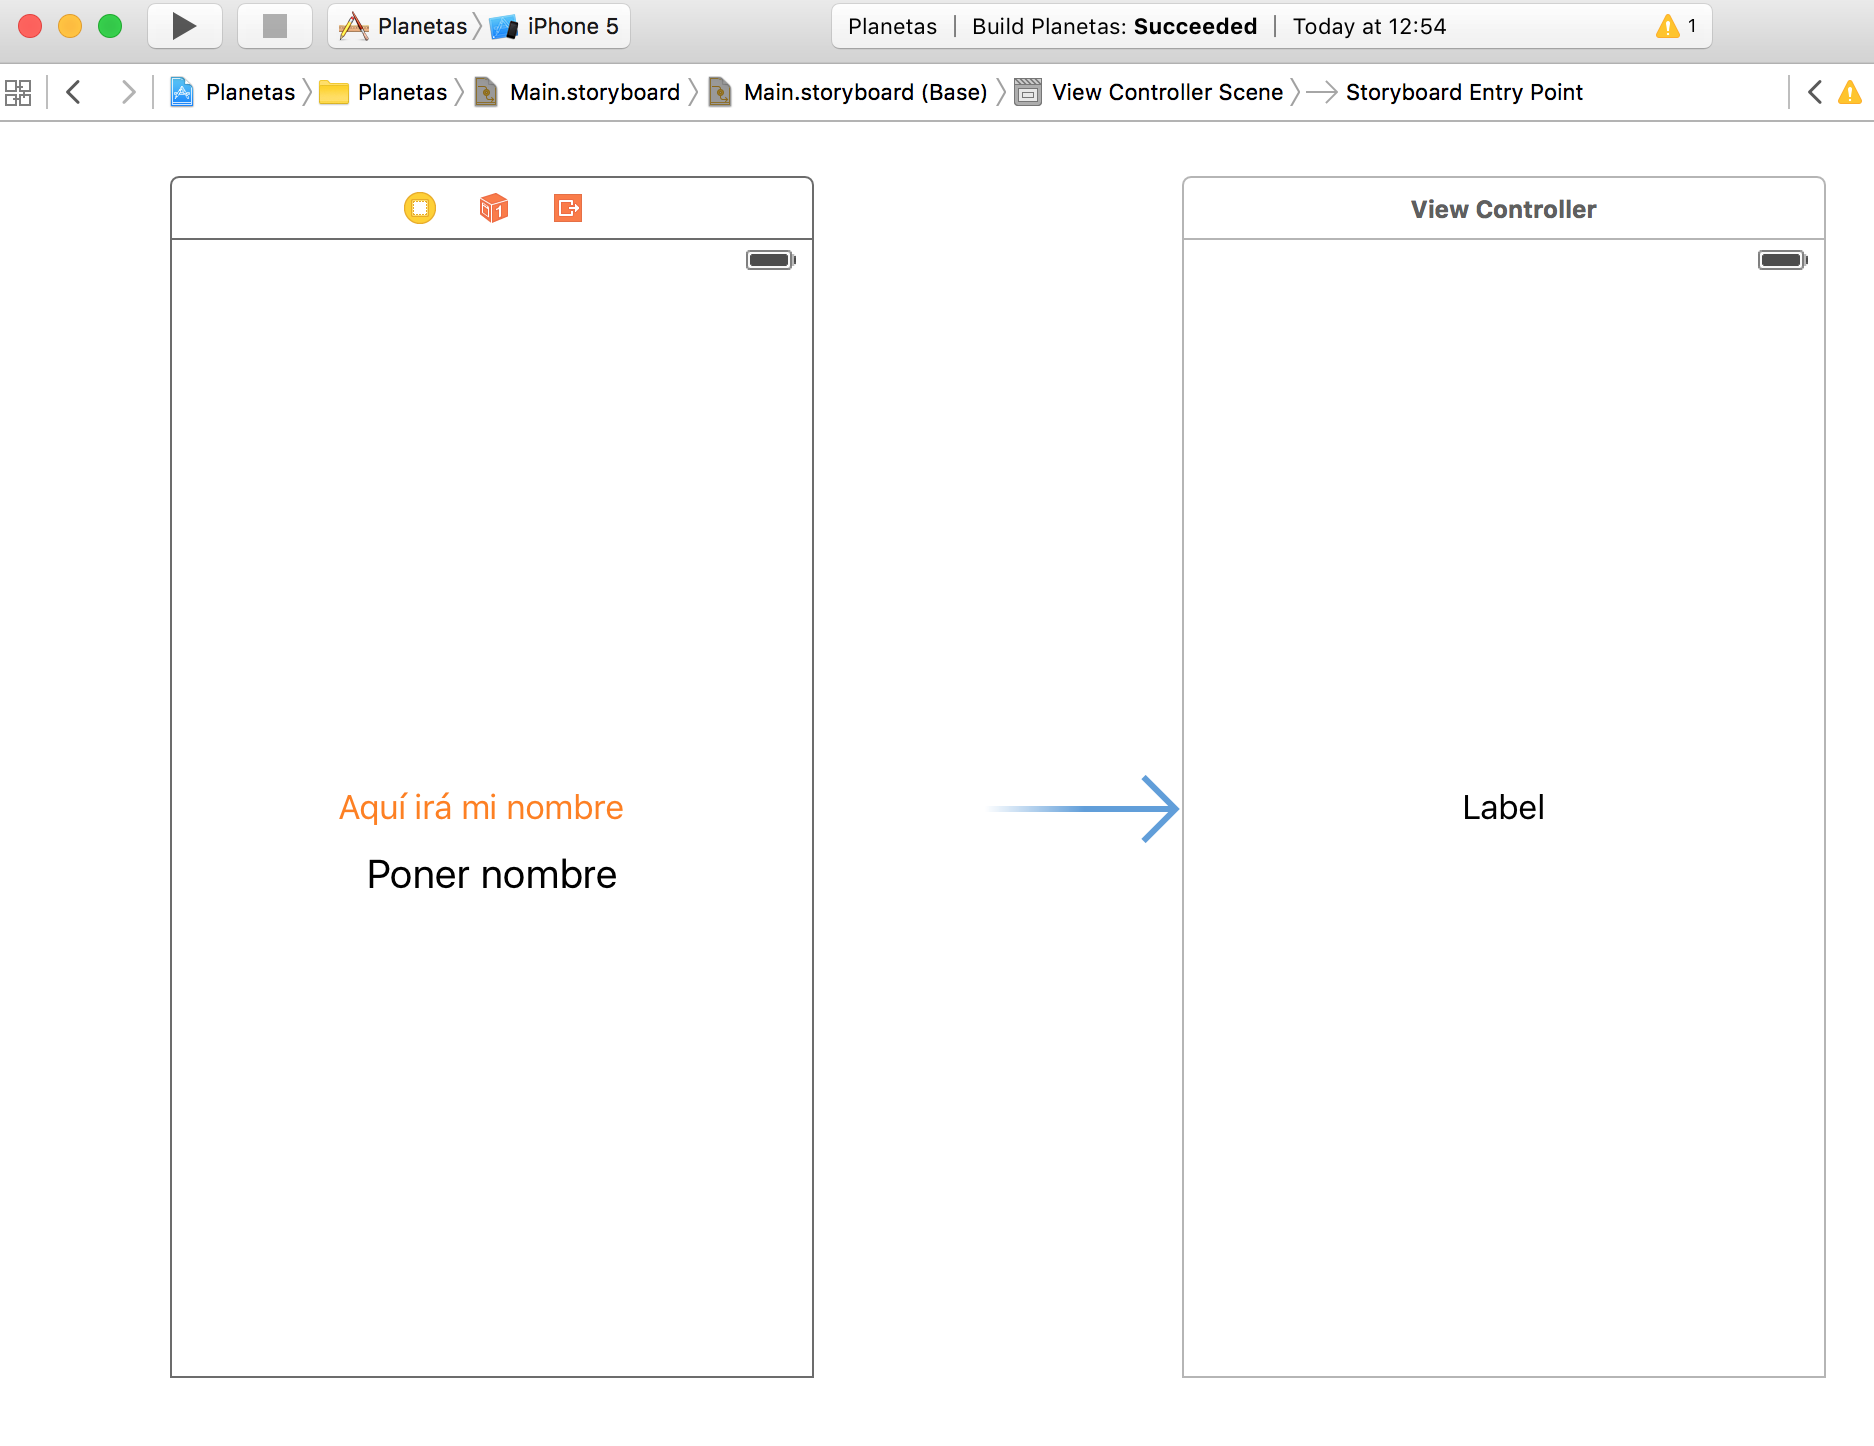 Planetas iPhone 5 Planetas | Build Planetas: Succeeded | Today at 12:54 1
Planetas Planetas Main.storyboard Main.storyboard (Base) View Controller Scene Storyboard Entry Point
1
View Controller
Aquí irá mi nombre
Label
Poner nombre